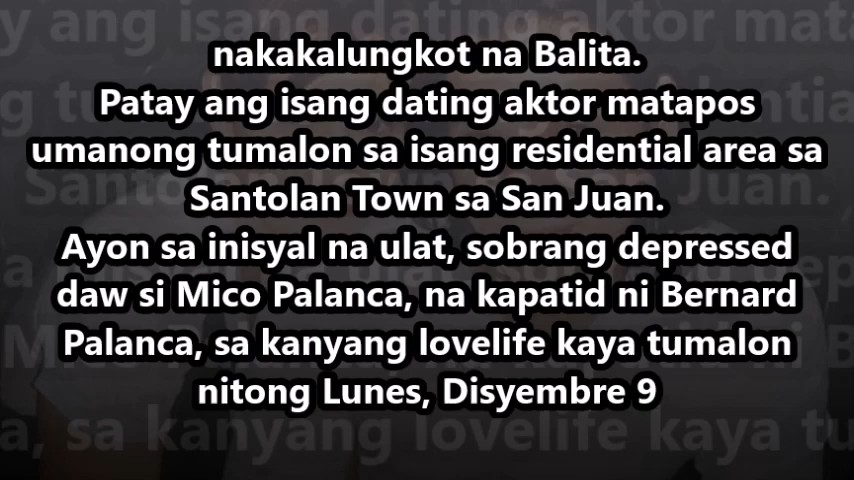 nakakalungkot na Balita.
Patay ang isang dating aktor matapos
umanong tumalon sa isang residential area sa
Santolan Town sa San Juan.
Ayon sa inisyal na ulat, sobrang depressed
daw si Mico Palanca, na kapatid ni Bernard
Palanca, sa kanyang lovelife kaya tumalon
nitong Lunes, Disyembre 9